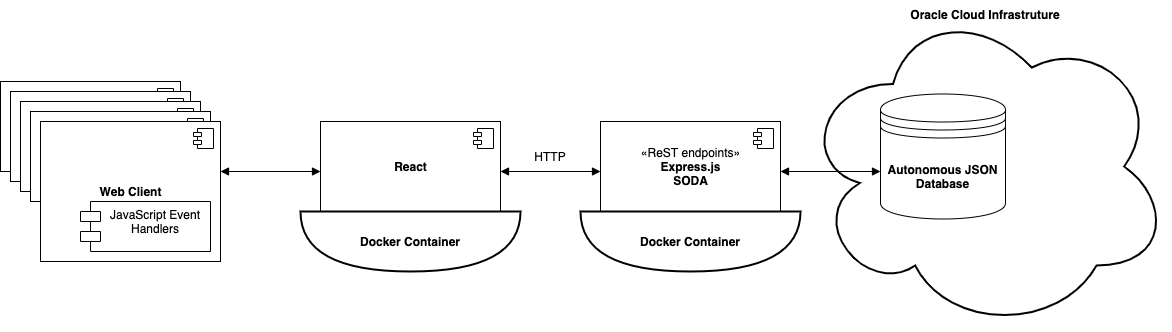 Oracle Cloud Infrastruture
Web Client
JavaScript Event
Handlers
React
Docker Container
HTTP
«ReST endpoints»
Express.js
SODA
Docker Container
Autonomous JSON
Database